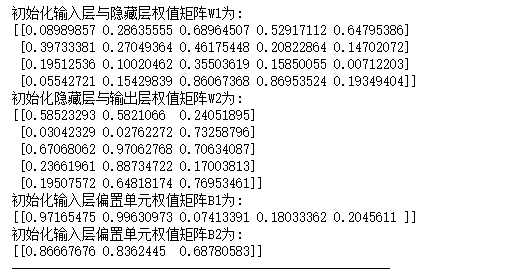 初始化输入层与隐藏层权值矩阵W1为:
[[0.08989857 0.28635555 0.68964507 0.52917112 0.64795386]
[0.39733381 0.27049364 0.46175448 0.20822864 0.14702072]
[0.19512536 0.10020462 0.35503619 0.15850055 0.00712203]
[0.05542721 0.15429839 0.86067368 0.86953524 0.19349404]]
初始化隐藏层与输出层权值矩阵W2为:
[[0.58523293 0.5821066 0.24051895]
[0.03042329 0.02762272 0.73258796]
[0.67068062 0.97062768 0.70634087]
[0.23661961 0.88734722 0.17003813]
[0.19507572 0.64818174 0.76953461]]
初始化输入层偏置单元权值矩阵B1为:
[[0.97165475 0.99630973 0.07413391 0.18033362 0.2045611 ]]
初始化输入层偏置单元权值矩阵B2为:
[[0.86667676 0.8362445 0.68780583]]